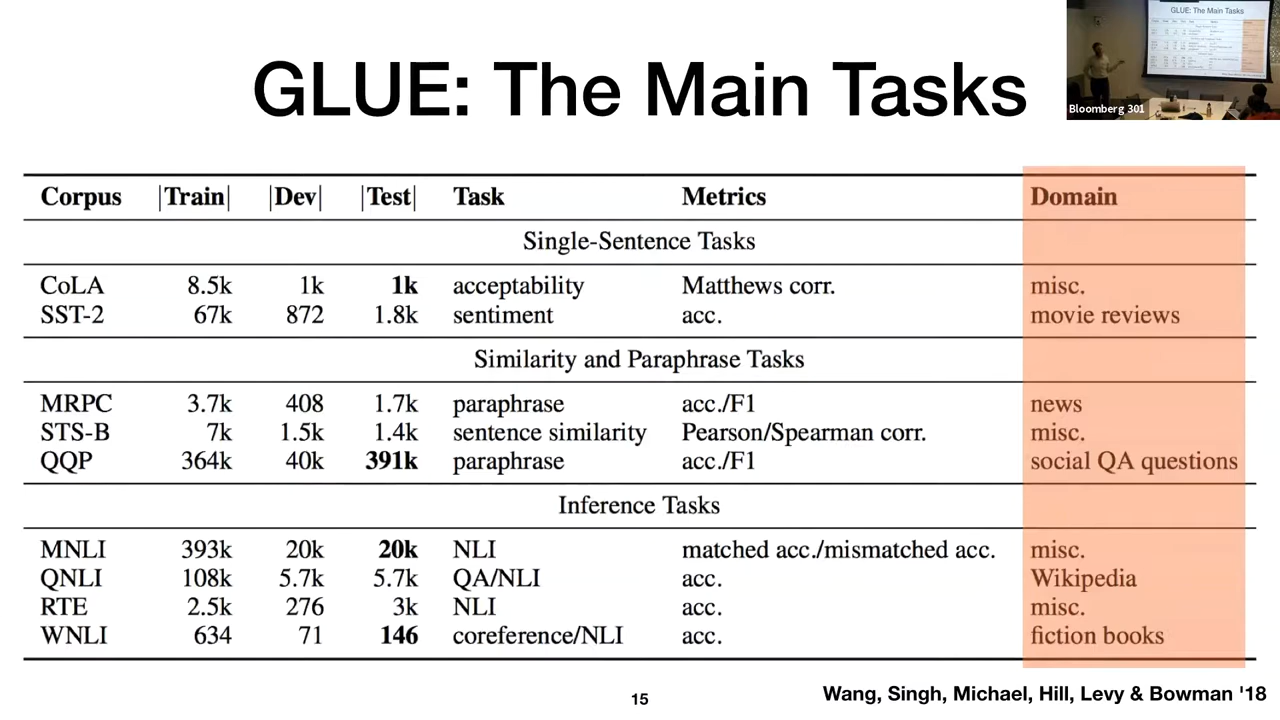 GLUE: The Main Tasks
GLUE: The Main Tasks
Bloomberg 301
Corpus |Train| |Dev| |Test| Task Metrics Domain
Single-Sentence Tasks
CoLA 8.5k 1k 1k acceptability Matthews corr. misc.
SST-2 67k 872 1.8k sentiment acc. movie reviews
Similarity and Paraphrase Tasks
MRPC 3.7k 408 1.7k paraphrase acc./F1 news
STS-B 7k 1.5k 1.4k sentence similarity Pearson/Spearman corr. misc.
QQP 364k 40k 391k paraphrase acc./F1 social QA questions
Inference Tasks
MNLI 393k 20k 20k NLI matched acc./mismatched acc. misc.
QNLI 108k 5.7k 5.7k QA/NLI acc. Wikipedia
RTE 2.5k 276 3k NLI acc. misc.
WNLI 634 71 146 coreference/NLI acc. fiction books
15
Wang, Singh, Michael, Hill, Levy & Bowman '18